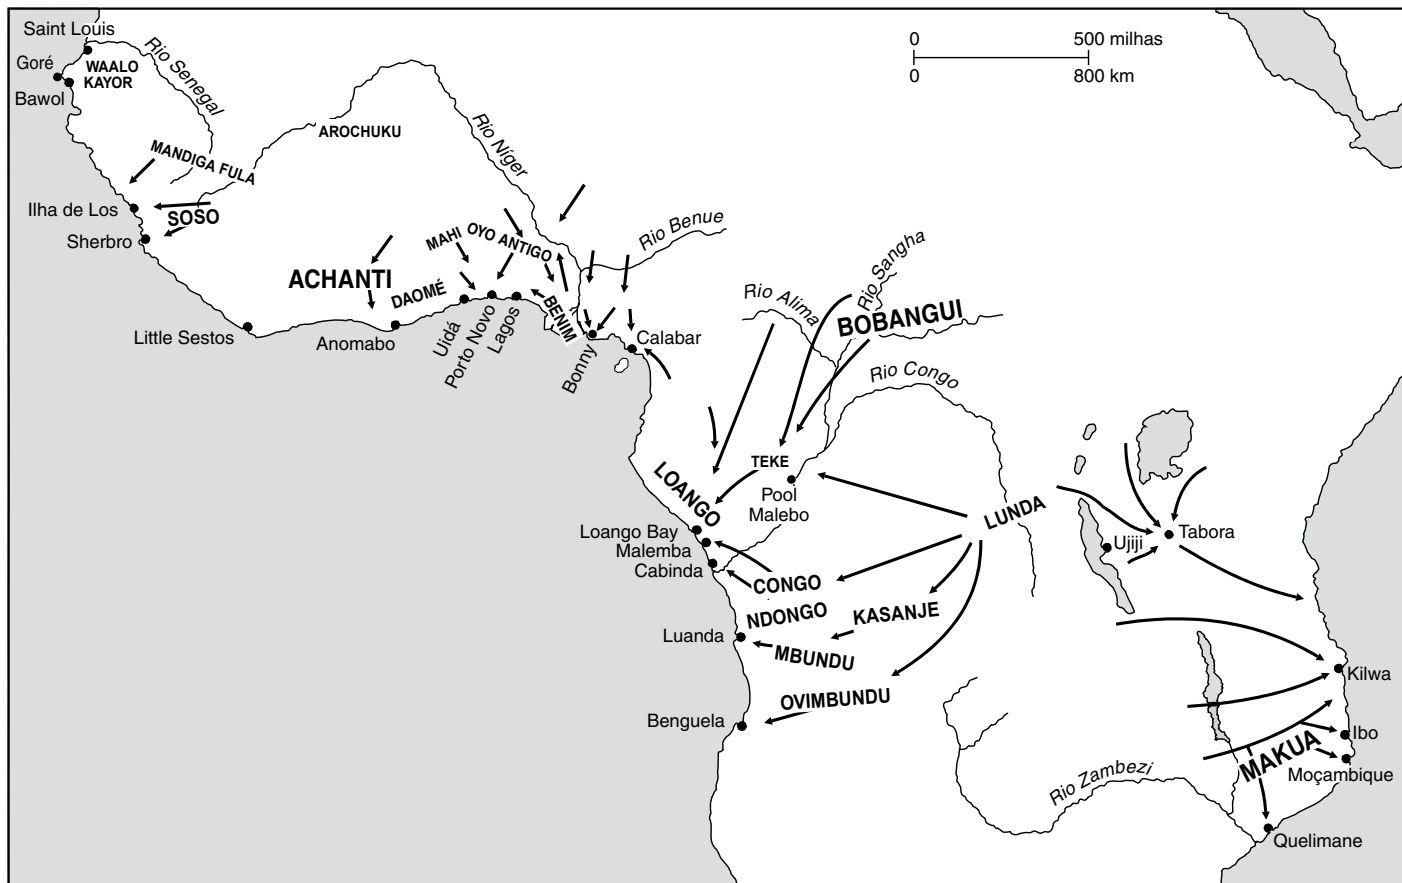 Saint Louis
Goré
Bawol
WAALO
KAYOR
Rio Senegal
0 500 milhas
0 800 km
AROCHUKU
Rio Níger
MANDIGA FULA
Ilha de Los
SOSO
Sherbro
MAHI
OYO ANTIGO
Rio Benue
Rio Sangha
Rio Alima
ACHANTI
DAOMÉ
BENIM
BOBANGUI
Little Sestos
Anomabo
Uidá
Porto Novo
Lagos
Bonny
Calabar
Rio Congo
TEKE
LOANGO
Pool
Malebo
LUNDA
Loango Bay
Malemba
Cabinda
Ujiji
Tabora
CONGO
NDONGO
KASANJE
Luanda
MBUNDU
OVIMBUNDU
Kilwa
Benguela
Ibo
MAKUA
Moçambique
Rio Zambezi
Quelimane